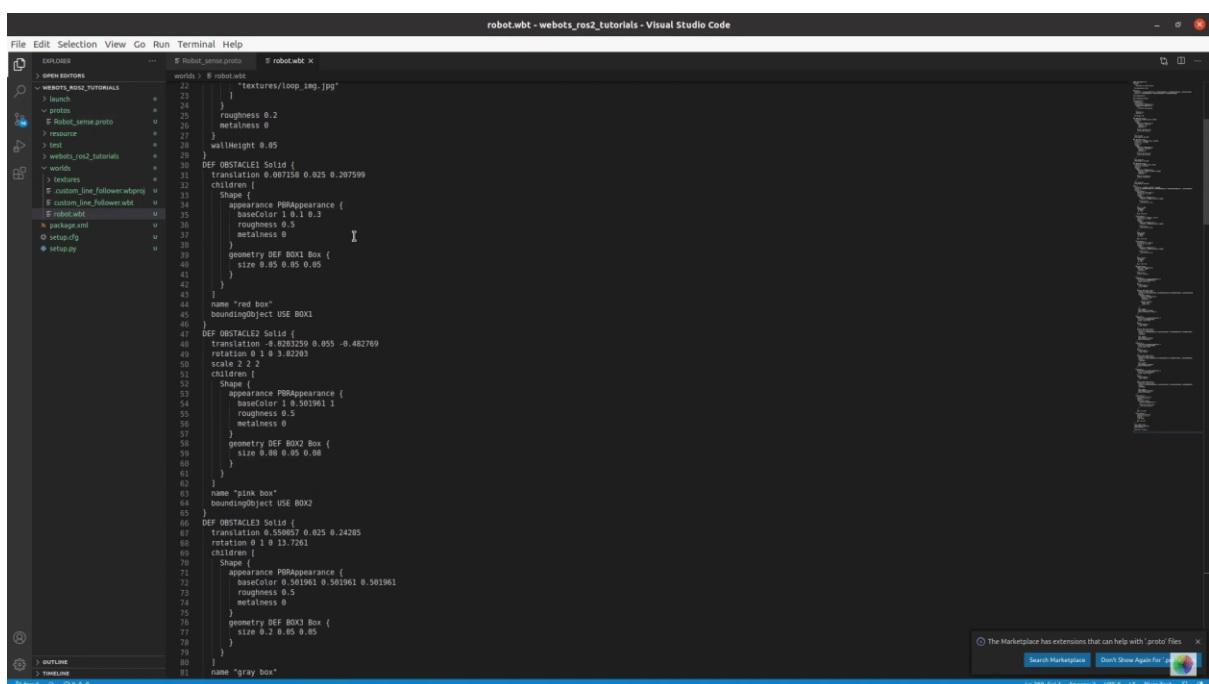 robot.wbt - webots_ros2_tutorials - Visual Studio Code
File Edit Selection View Go Run Terminal Help
EXPLORER
OPEN EDITORS
WEBOTS_ROS2_TUTORIALS
launch
protos
Robot_sense.proto U
resource
test
webots_ros2_tutorials
worlds
textures
.custom_line_follower.wbproj U
custom_line_follower.wbt U
robot.wbt U
package.xml U
setup.cfg U
setup.py U
OUTLINE
TIMELINE
Robot_sense.proto robot.wbt
worlds > robot.wbt
22 "textures/loop_img.jpg"
23 ]
24 }
25 roughness 0.2
26 metalness 0
27 }
28 wallHeight 0.05
29 }
30 DEF OBSTACLE1 Solid {
31 translation 0.007158 0.025 0.207599
32 children [
33 Shape {
34 appearance PBRAppearance {
35 baseColor 1 0.1 0.3
36 roughness 0.5
37 metalness 0
38 }
39 geometry DEF BOX1 Box {
40 size 0.05 0.05 0.05
41 }
42 }
43 ]
44 name "red box"
45 boundingObject USE BOX1
46 }
47 DEF OBSTACLE2 Solid {
48 translation -0.0203259 0.055 -0.482769
49 rotation 0 1 0 3.82203
50 scale 2 2 2
51 children [
52 Shape {
53 appearance PBRAppearance {
54 baseColor 1 0.501961 1
55 roughness 0.5
56 metalness 0
57 }
58 geometry DEF BOX2 Box {
59 size 0.08 0.05 0.08
60 }
61 }
62 ]
63 name "pink box"
64 boundingObject USE BOX2
65 }
66 DEF OBSTACLE3 Solid {
67 translation 0.550057 0.025 0.24285
68 rotation 0 1 0 13.7261
69 children [
70 Shape {
71 appearance PBRAppearance {
72 baseColor 0.501961 0.501961 0.501961
73 roughness 0.5
74 metalness 0
75 }
76 geometry DEF BOX3 Box {
77 size 0.2 0.05 0.05
78 }
79 }
80 ]
81 name "gray box"
The Marketplace has extensions that can help with '.proto' files
Search Marketplace
Don't Show Again for